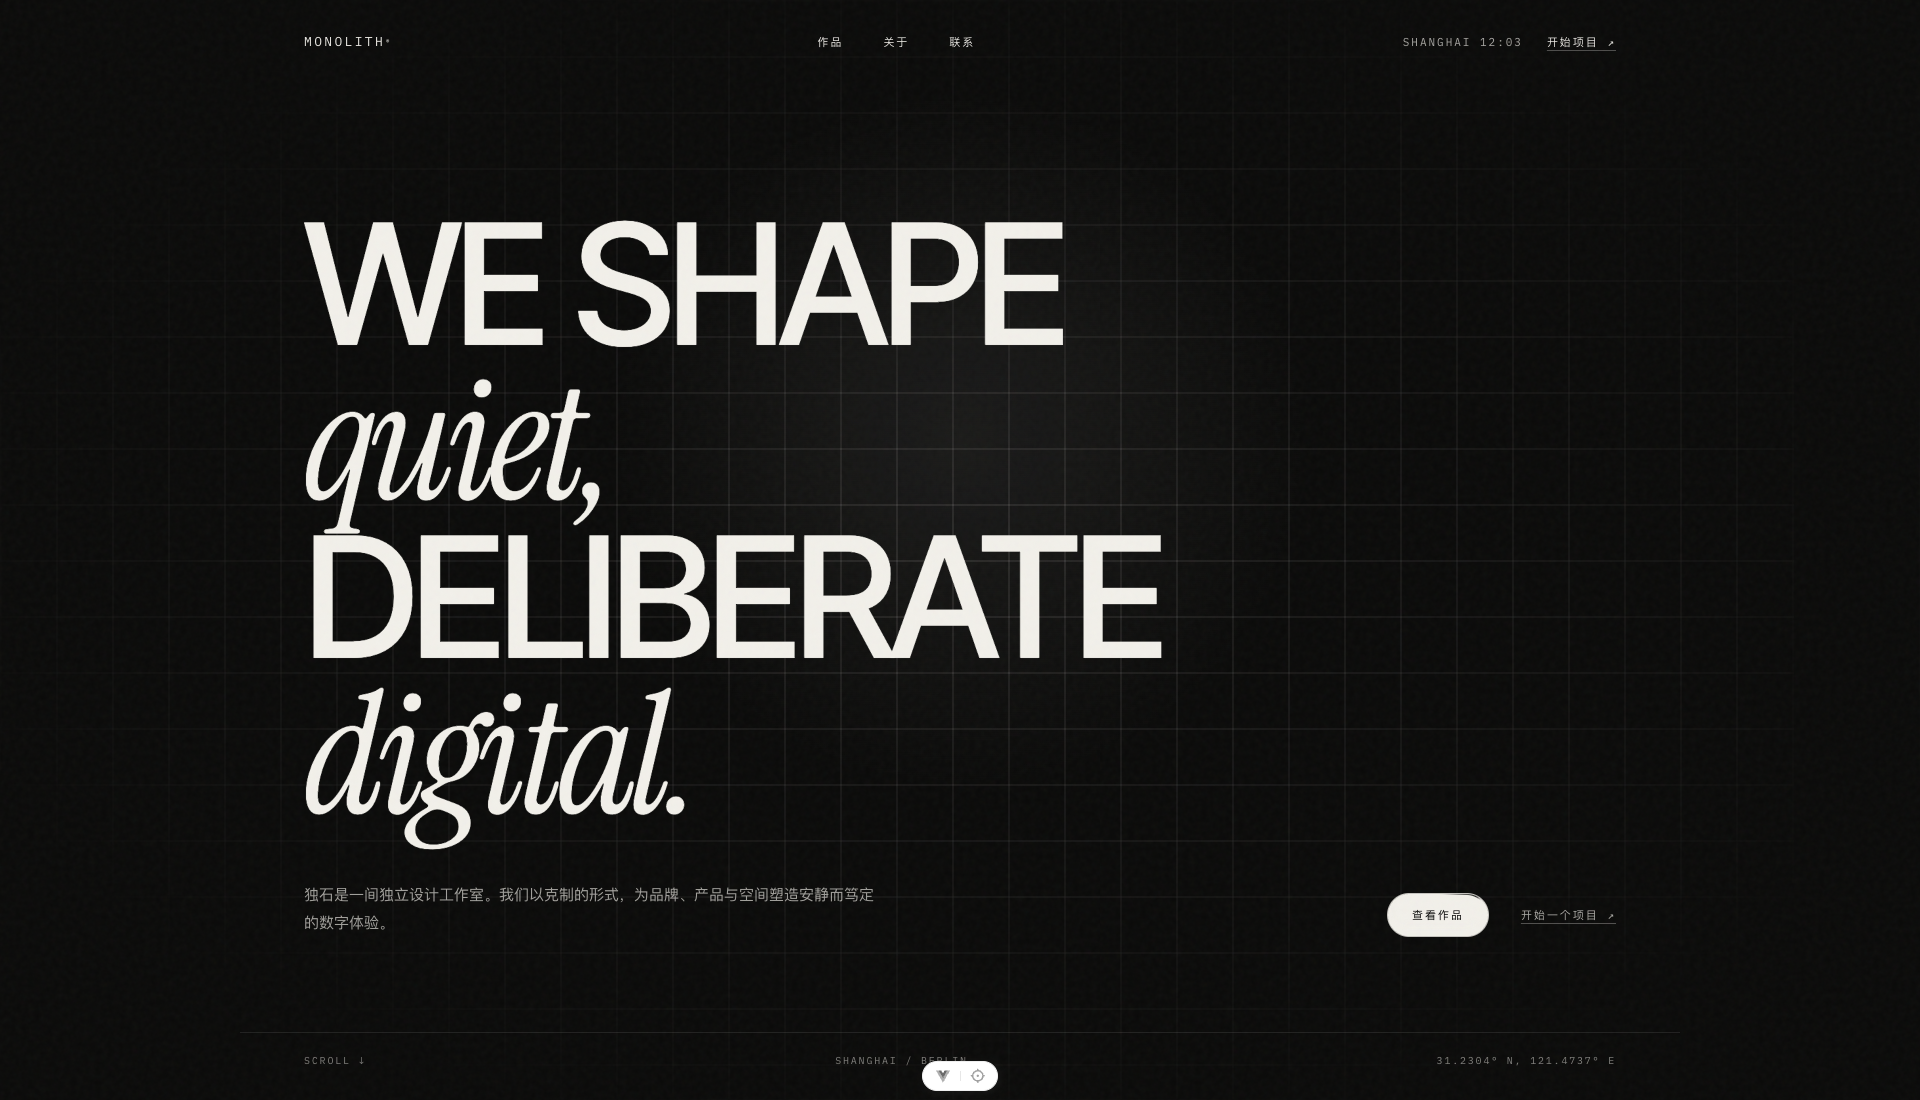 MONOLITH
作品
关于
联系
SHANGHAI 12:03
开始项目 ↗
WE SHAPE
quiet,
DELIBERATE
digital.
独石是一间独立设计工作室。我们以克制的形式，为品牌、产品与空间塑造安静而笃定
的数字体验。
查看作品
开始一个项目 ↗
SCROLL ↓
SHANGHAI / BERLIN
31.2304° N, 121.4737° E